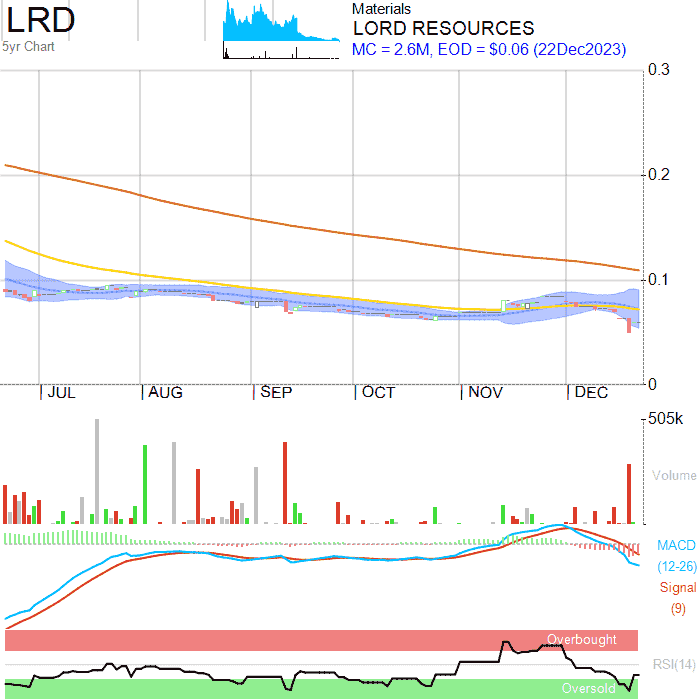 LRD
5yr Chart
Materials
LORD RESOURCES
MC = 2.6M, EOD = $0.06 (22Dec2023)
0.3
0.2
0.1
0
JUL AUG SEP OCT NOV DEC
505k
Volume
MACD
(12-26)
Signal
(9)
Overbought
RSI(14)
Oversold